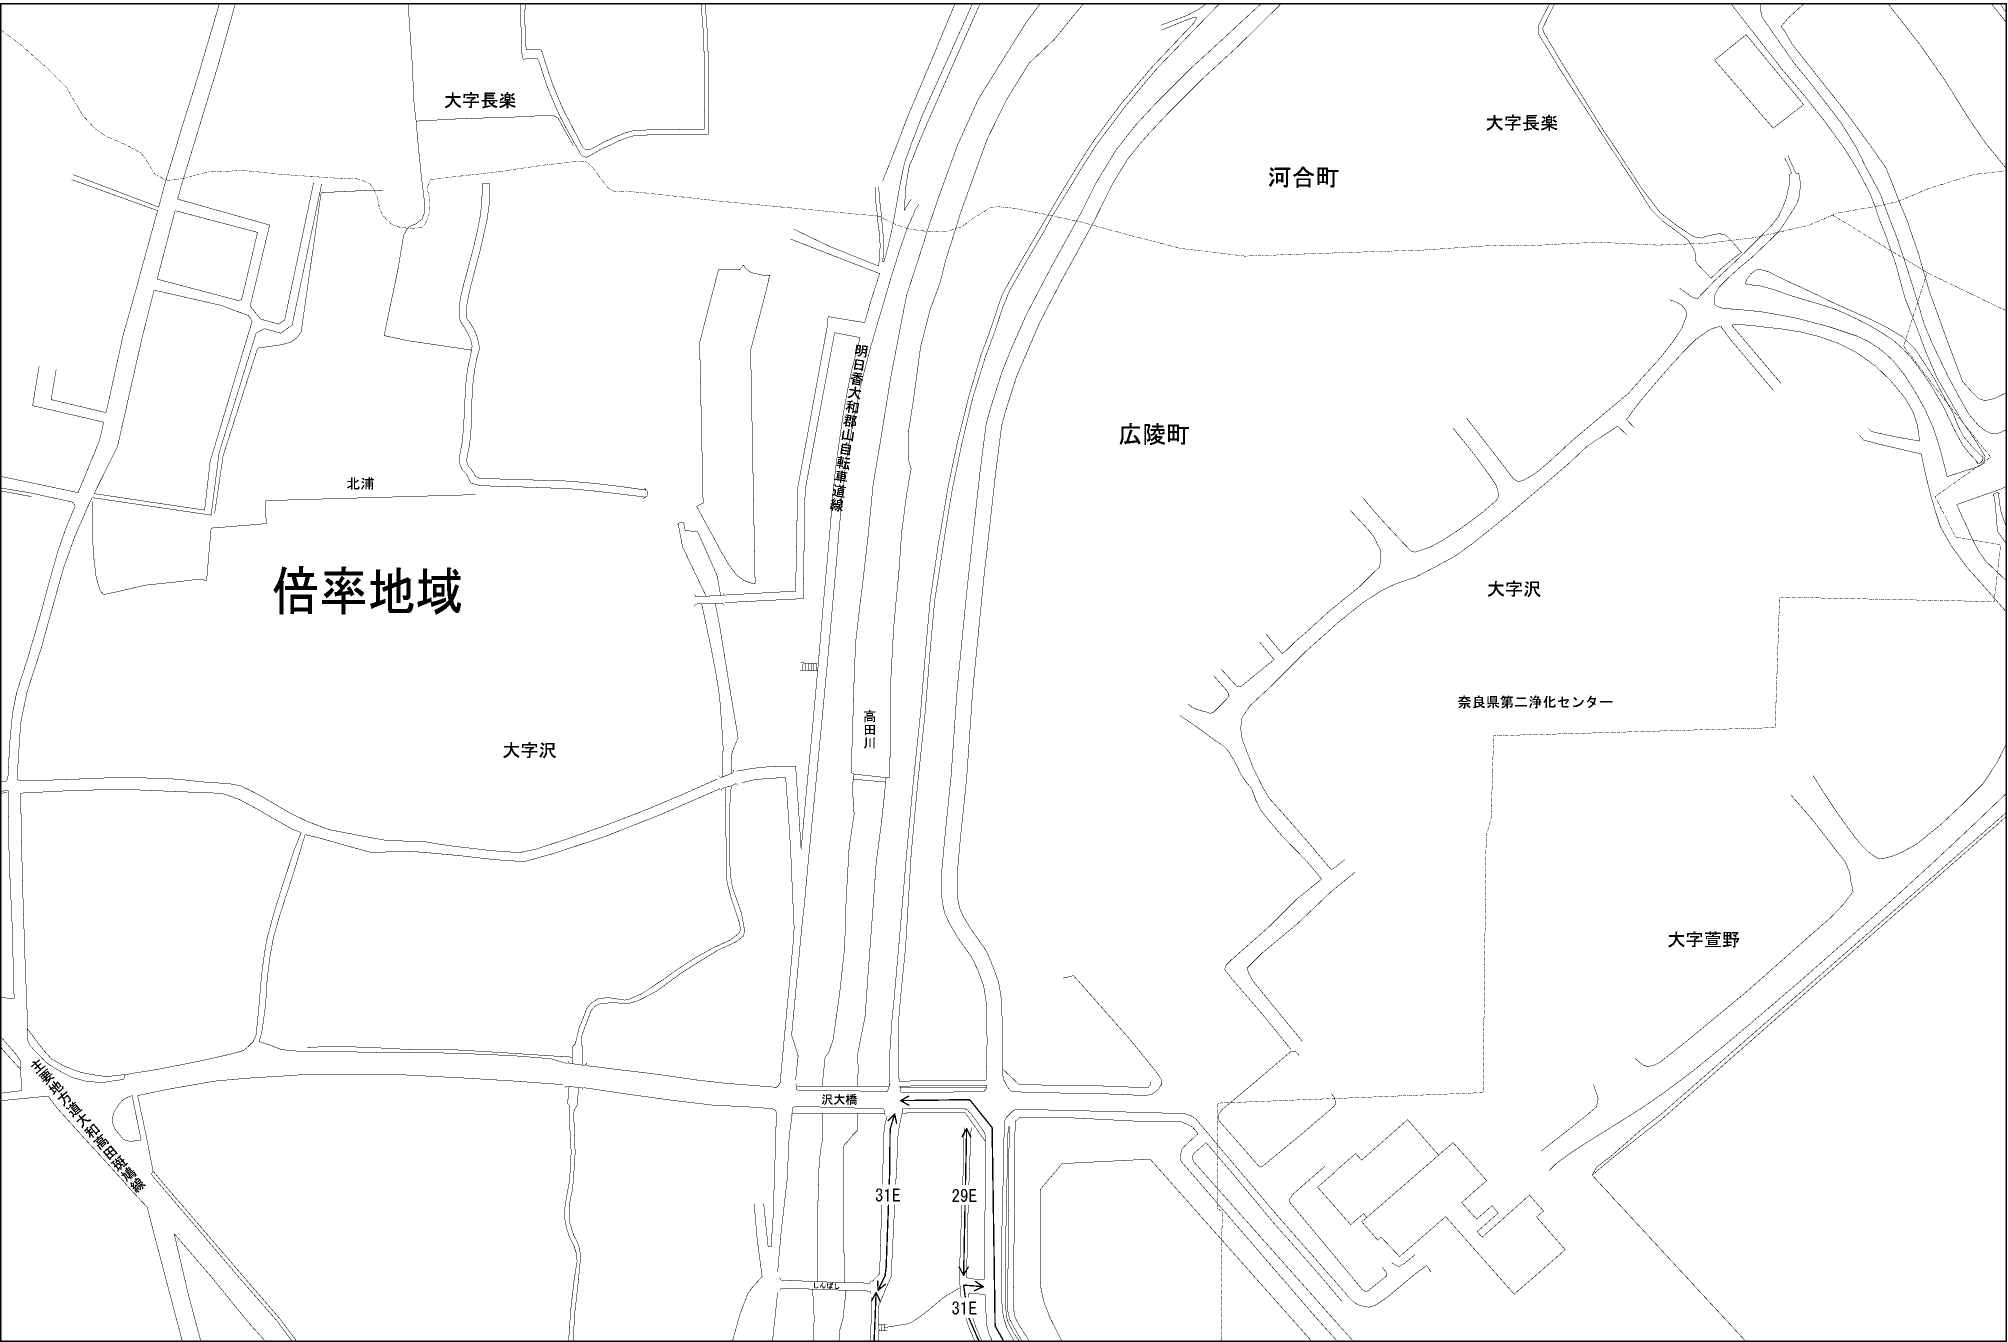 大字長楽
大字長楽
河合町
明日香大和郡山自転車道線
広陵町
北浦
倍率地域
大字沢
奈良県第二浄化センター
高田川
大字沢
大字萱野
主要地方道大和高田斑鳩線
沢大橋
31E
29E
しんばし
31E